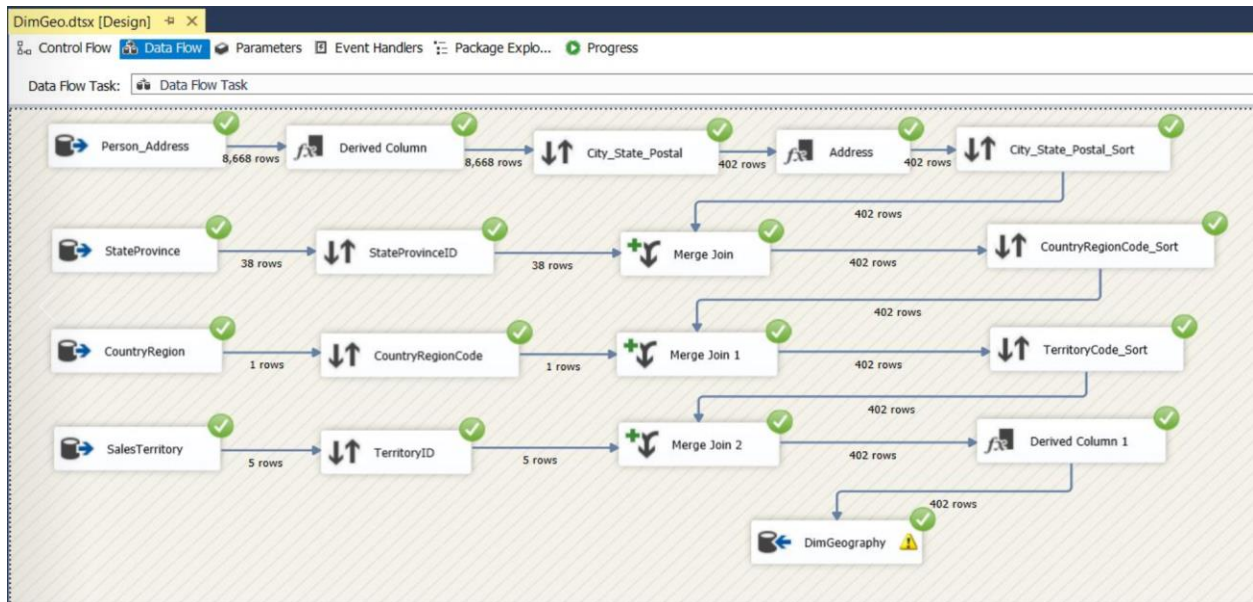 DimGeo.dtsx [Design]
Control Flow Data Flow Parameters Event Handlers Package Explo... Progress
Data Flow Task: Data Flow Task
Person_Address 8,668 rows Derived Column 8,668 rows City_State_Postal 402 rows Address 402 rows City_State_Postal_Sort
402 rows
StateProvince 38 rows StateProvinceID 38 rows Merge Join 402 rows CountryRegionCode_Sort
402 rows
CountryRegion 1 rows CountryRegionCode 1 rows Merge Join 1 402 rows TerritoryCode_Sort
402 rows
SalesTerritory 5 rows TerritoryID 5 rows Merge Join 2 402 rows Derived Column 1
402 rows
DimGeography